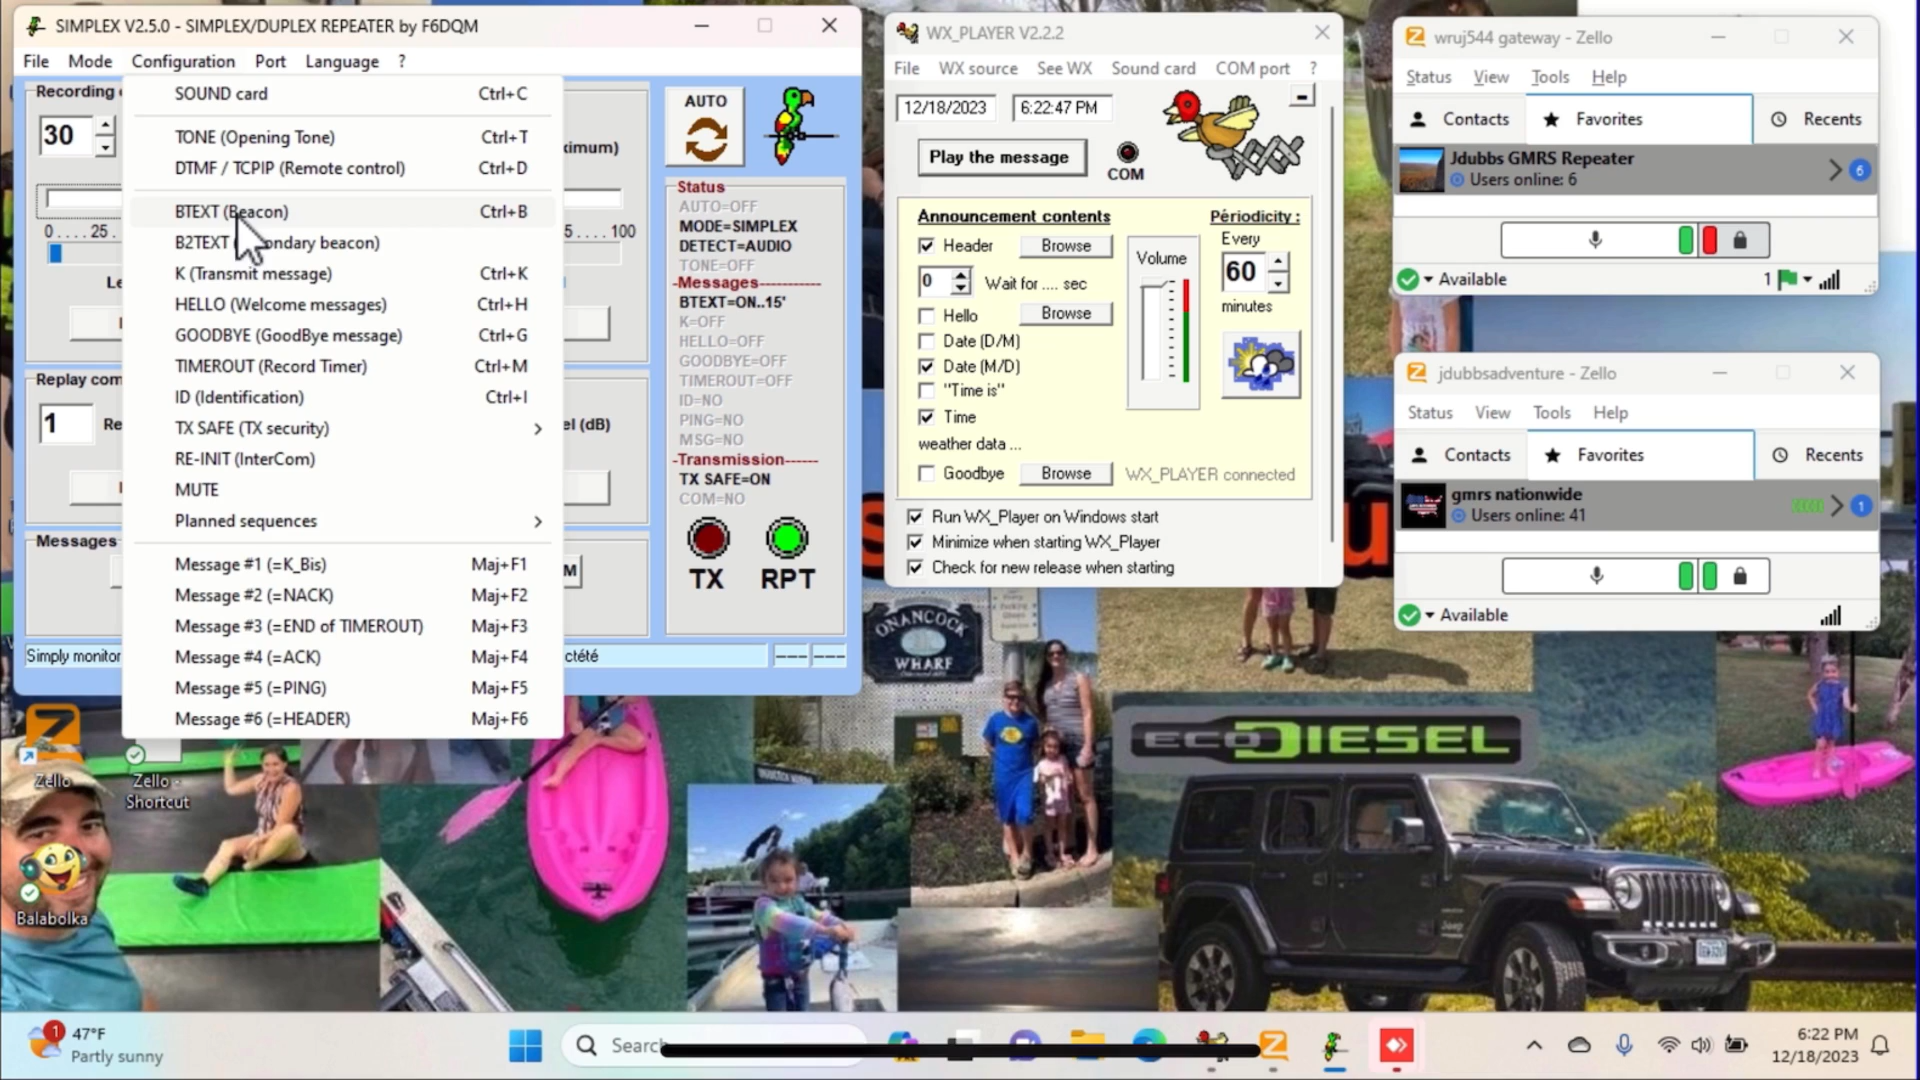 SIMPLEX V2.5.0 - SIMPLEX/DUPLEX REPEATER by F6DQM
File Mode Configuration Port Language ?
Recording
30
ximum)
0....25.
5....100
Le
Replay com
1 Re
el (dB)
Messages
M
Simply monitor
ctété
--- ---
SOUND card Ctrl+C
TONE (Opening Tone) Ctrl+T
DTMF / TCPIP (Remote control) Ctrl+D
BTEXT (Beacon) Ctrl+B
B2TEXT ondary beacon)
K (Transmit message) Ctrl+K
HELLO (Welcome messages) Ctrl+H
GOODBYE (GoodBye message) Ctrl+G
TIMEROUT (Record Timer) Ctrl+M
ID (Identification) Ctrl+I
TX SAFE (TX security)
RE-INIT (InterCom)
MUTE
Planned sequences
Message #1 (=K_Bis) Maj+F1
Message #2 (=NACK) Maj+F2
Message #3 (=END of TIMEROUT) Maj+F3
Message #4 (=ACK) Maj+F4
Message #5 (=PING) Maj+F5
Message #6 (=HEADER) Maj+F6
AUTO
Status
AUTO=OFF
MODE=SIMPLEX
DETECT=AUDIO
TONE=OFF
-Messages-----------
BTEXT=ON..15'
K=OFF
HELLO=OFF
GOODBYE=OFF
TIMEROUT=OFF
ID=NO
PING=NO
MSG=NO
-Transmission------
TX SAFE=ON
COM=NO
TX RPT
WX_PLAYER V2.2.2
File WX source See WX Sound card COM port ?
12/18/2023 6:22:47 PM
Play the message
COM
Announcement contents
Header Browse
0 Wait for .... sec
Hello Browse
Date (D/M)
Date (M/D)
"Time is"
Time
weather data ...
Goodbye Browse WX_PLAYER connected
Volume
Périodicity :
Every
60
minutes
Run WX_Player on Windows start
Minimize when starting WX_Player
Check for new release when starting
wruj544 gateway - Zello
Status View Tools Help
Contacts Favorites Recents
Jdubbs GMRS Repeater
Users online: 6
6
Available
1
jdubbsadventure - Zello
Status View Tools Help
Contacts Favorites Recents
gmrs nationwide
Users online: 41
1
Available
ONANCOCK
WHARF
ECODIESEL
Jeep
Zello
Zello -
Shortcut
Balabolka
1
47°F
Partly sunny
Search
6:22 PM
12/18/2023